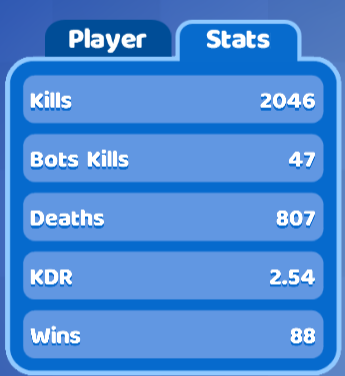 Player Stats
Kills 2046
Bots Kills 47
Deaths 807
KDR 2.54
Wins 88